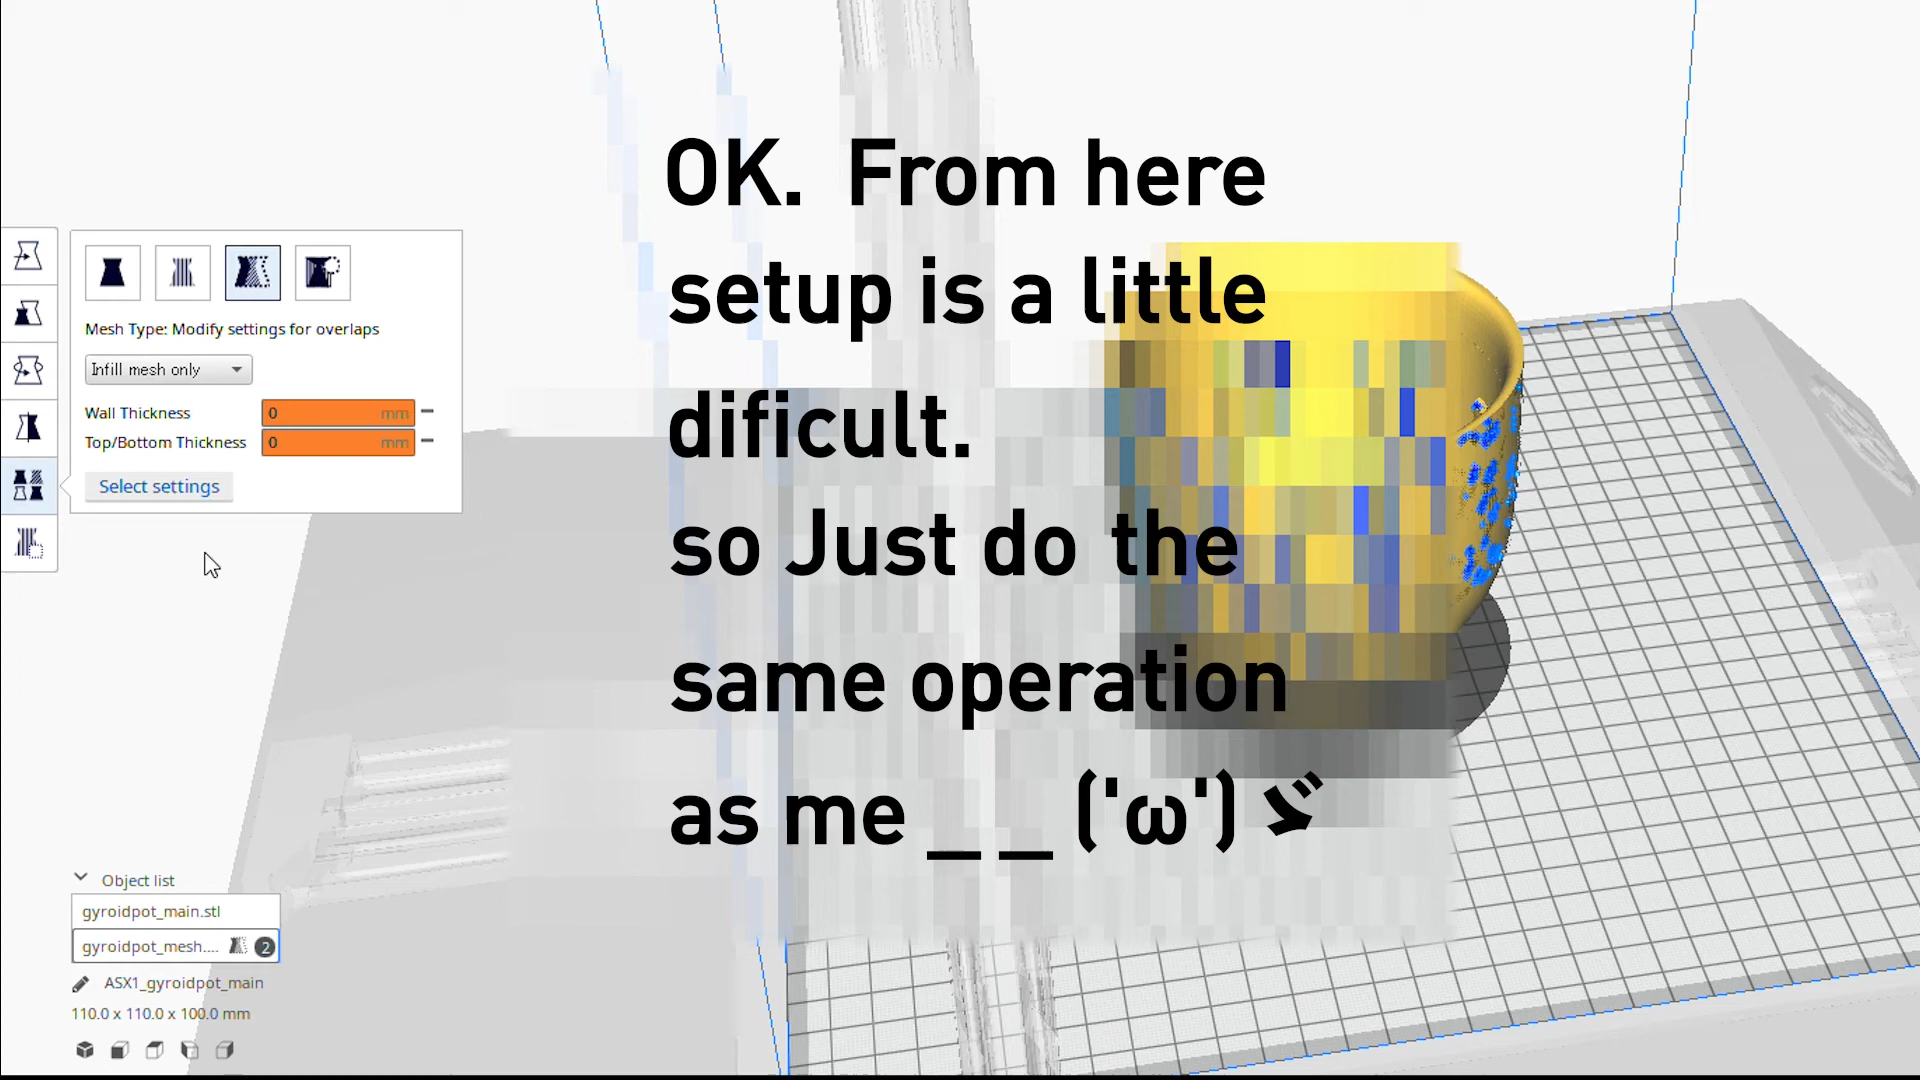 OK. From here
setup is a little
dificult.
so Just do the
same operation
as me _ _ ('ω')ゞ
Mesh Type: Modify settings for overlaps
Infill mesh only
Wall Thickness 0 mm
Top/Bottom Thickness 0 mm
Select settings
Object list
gyroidpot_main.stl
gyroidpot_mesh.... 2
ASX1_gyroidpot_main
110.0 x 110.0 x 100.0 mm